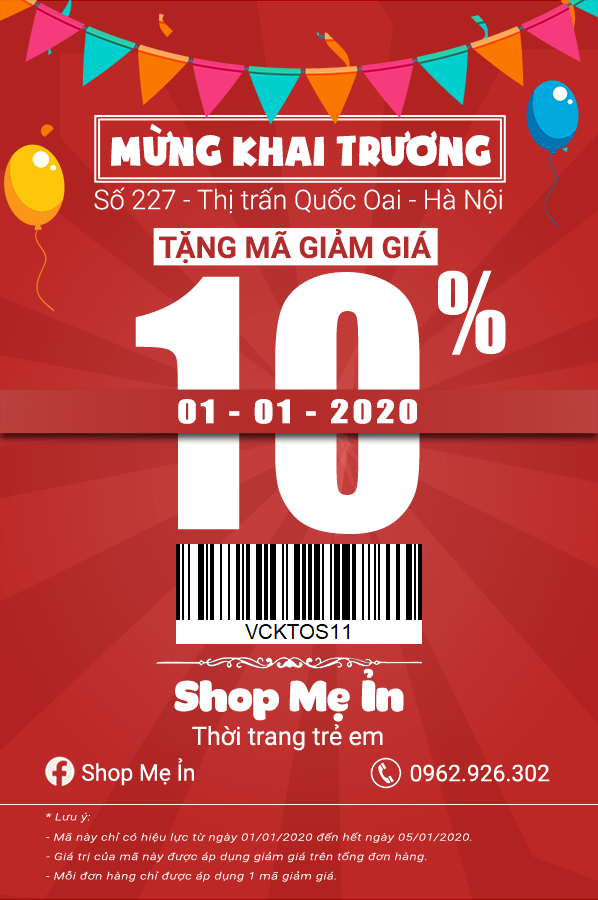 MỪNG KHAI TRƯƠNG
Số 227 - Thị trấn Quốc Oai - Hà Nội
TẶNG MÃ GIẢM GIÁ
10%
01 - 01 - 2020
VCKTOS11
Shop Mẹ Ỉn
Thời trang trẻ em
Shop Mẹ Ỉn
0962.926.302
* Lưu ý:
- Mã này chỉ có hiệu lực từ ngày 01/01/2020 đến hết ngày 05/01/2020.
- Giá trị của mã này được áp dụng giảm giá trên tổng đơn hàng.
- Mỗi đơn hàng chỉ được áp dụng 1 mã giảm giá.